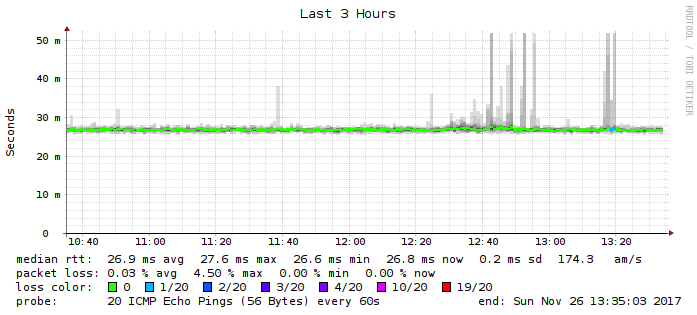 Last 3 Hours
RRDTOOL / TOBI OETIKER
Seconds
50 m
40 m
30 m
20 m
10 m
0
10:40 11:00 11:20 11:40 12:00 12:20 12:40 13:00 13:20
median rtt: 26.9 ms avg 27.6 ms max 26.6 ms min 26.8 ms now 0.2 ms sd 174.3 am/s
packet loss: 0.03 % avg 4.50 % max 0.00 % min 0.00 % now
loss color: 0 1/20 2/20 3/20 4/20 10/20 19/20
probe: 20 ICMP Echo Pings (56 Bytes) every 60s end: Sun Nov 26 13:35:03 2017